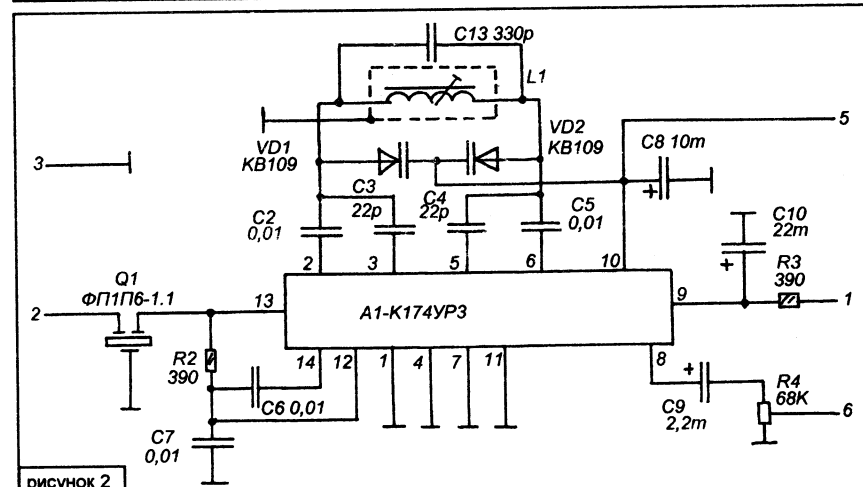 C13 330p
L1
VD1
КВ109
VD2
КВ109
5
C8 10m
+
3
C3
22p
C4
22p
C2
0,01
C5
0,01
C10
22m
+
2
3
5
6
10
Q1
ФП1П6-1.1
R3
390
2
13
A1-К174УР3
9
1
R2
390
14
12
1
4
7
11
8
+
R4
68K
C6 0,01
C9
2,2m
6
C7
0,01
рисунок 2